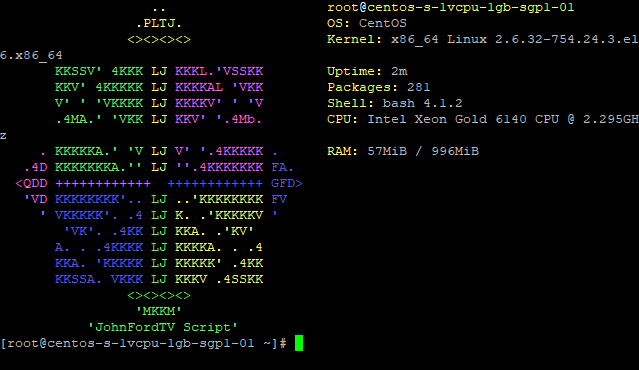 ..                    root@centos-s-1vcpu-1gb-sgp1-01
.PLTJ.                OS: CentOS
<><><><>              Kernel: x86_64 Linux 2.6.32-754.24.3.el
6.x86_64
KKSSV' 4KKK LJ KKKL.'VSSKK     Uptime: 2m
KKV' 4KKKKK LJ KKKKAL 'VKK     Packages: 281
V' ' 'VKKKK LJ KKKKV' ' 'V     Shell: bash 4.1.2
.4MA.' 'VKK LJ KKV' '.4Mb.     CPU: Intel Xeon Gold 6140 CPU @ 2.295GH
z
. KKKKKA.' 'V LJ V' '.4KKKKK .   RAM: 57MiB / 996MiB
.4D KKKKKKKA.'' LJ ''.4KKKKKKK FA.
<QDD ++++++++++++  ++++++++++++ GFD>
'VD KKKKKKKK'.. LJ ..'KKKKKKKK FV
' VKKKKK'. .4 LJ K. .'KKKKKV '
'VK'. .4KK LJ KKA. .'KV'
A. . .4KKKK LJ KKKKA. . .4
KKA. 'KKKKK LJ KKKKK' .4KK
KKSSA. VKKK LJ KKKV .4SSKK
<><><><>
'MKKM'
'JohnFordTV Script'
[root@centos-s-1vcpu-1gb-sgp1-01 ~]#